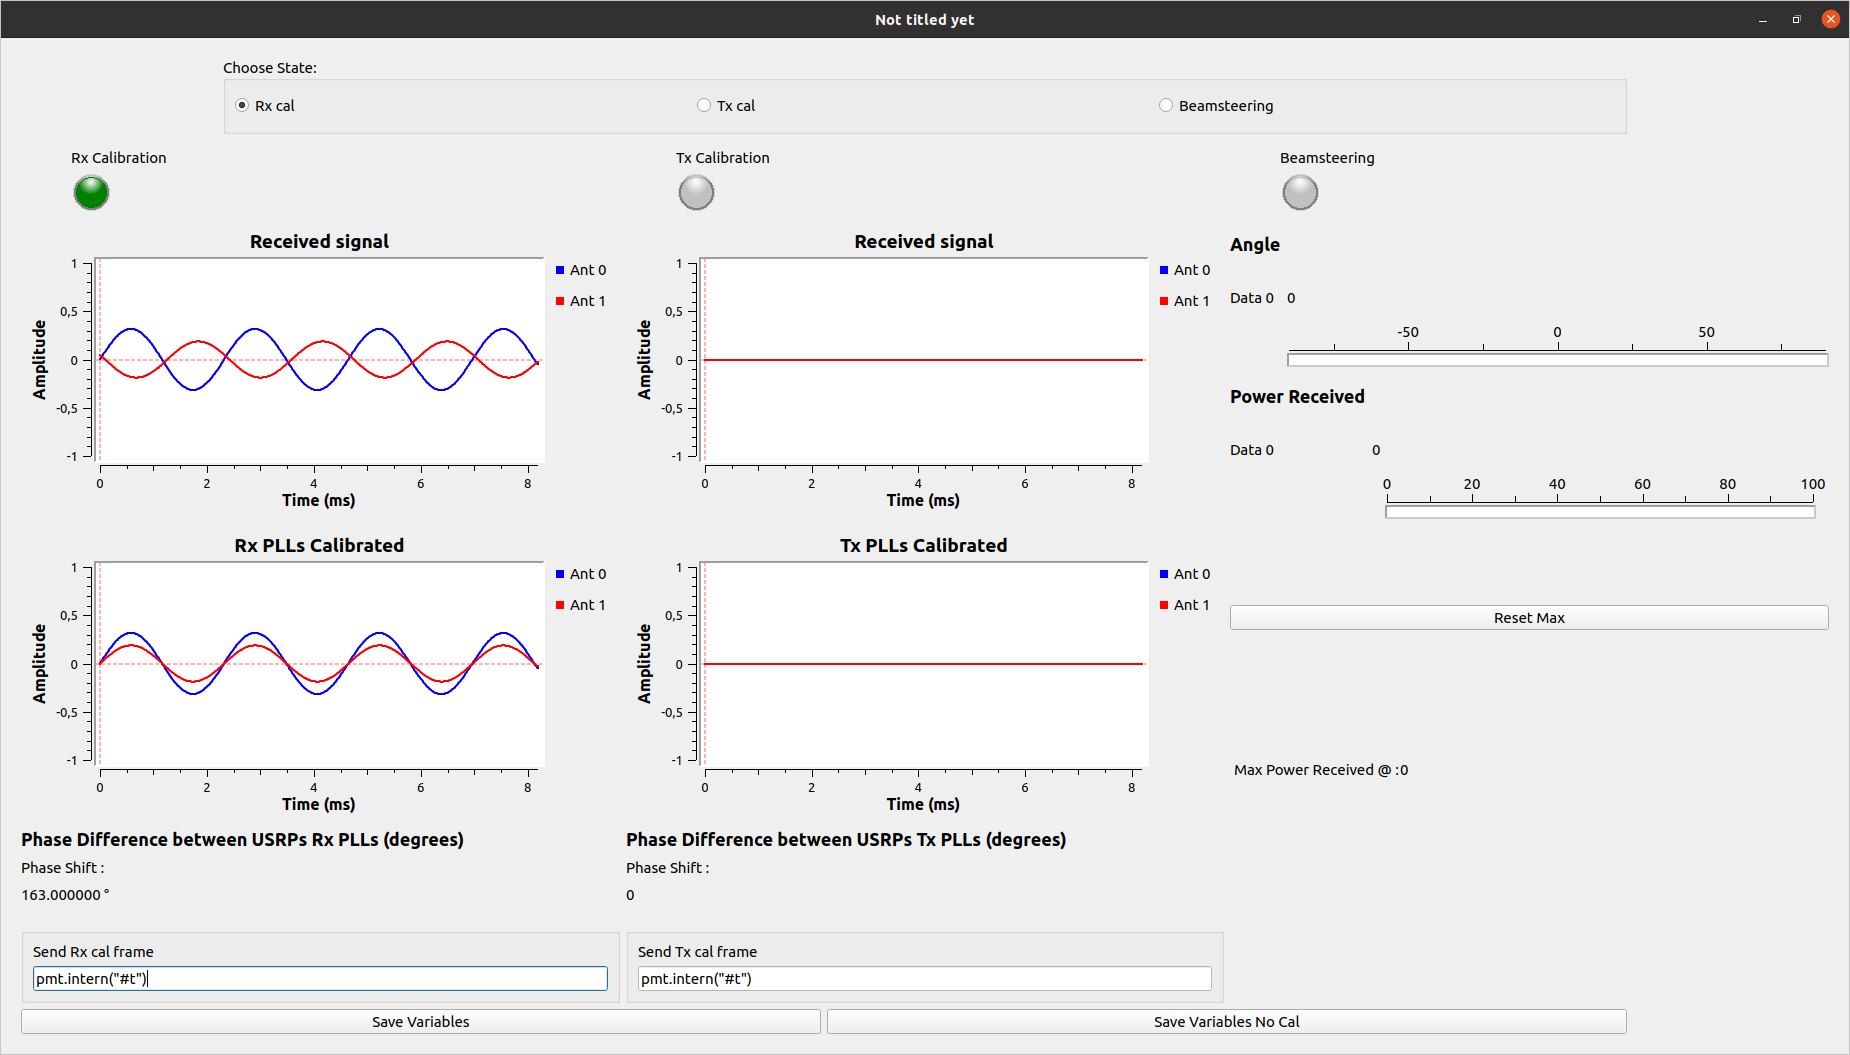 Not titled yet
Choose State:
Rx cal
Tx cal
Beamsteering
Rx Calibration
Tx Calibration
Beamsteering
Received signal
1
0,5
0
-0,5
-1
Amplitude
0 2 4 6 8
Time (ms)
Ant 0
Ant 1
Received signal
1
0,5
0
-0,5
-1
Amplitude
0 2 4 6 8
Time (ms)
Ant 0
Ant 1
Angle
Data 0 0
-50 0 50
Power Received
Data 0 0
0 20 40 60 80 100
Rx PLLs Calibrated
1
0,5
0
-0,5
-1
Amplitude
0 2 4 6 8
Time (ms)
Ant 0
Ant 1
Tx PLLs Calibrated
1
0,5
0
-0,5
-1
Amplitude
0 2 4 6 8
Time (ms)
Ant 0
Ant 1
Reset Max
Max Power Received @ :0
Phase Difference between USRPs Rx PLLs (degrees)
Phase Shift :
163.000000 °
Phase Difference between USRPs Tx PLLs (degrees)
Phase Shift :
0
Send Rx cal frame
pmt.intern("#t")
Send Tx cal frame
pmt.intern("#t")
Save Variables
Save Variables No Cal